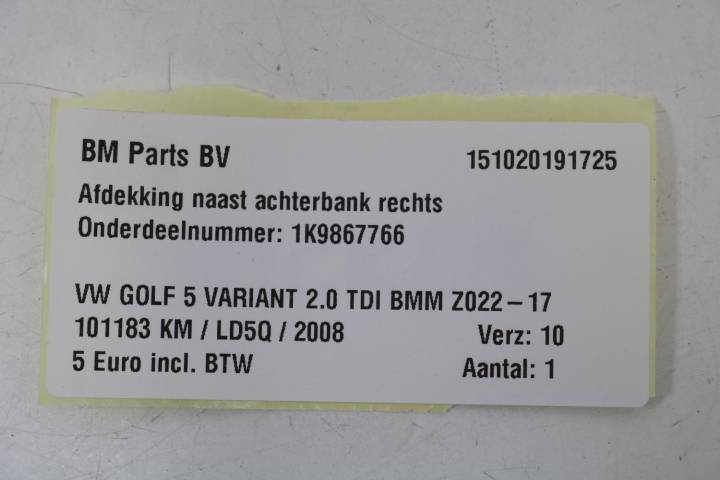 BM Parts BV 151020191725
Afdekking naast achterbank rechts
Onderdeelnummer: 1K9867766
VW GOLF 5 VARIANT 2.0 TDI BMM Z022-17
101183 KM / LD5Q / 2008 Verz: 10
5 Euro incl. BTW Aantal: 1